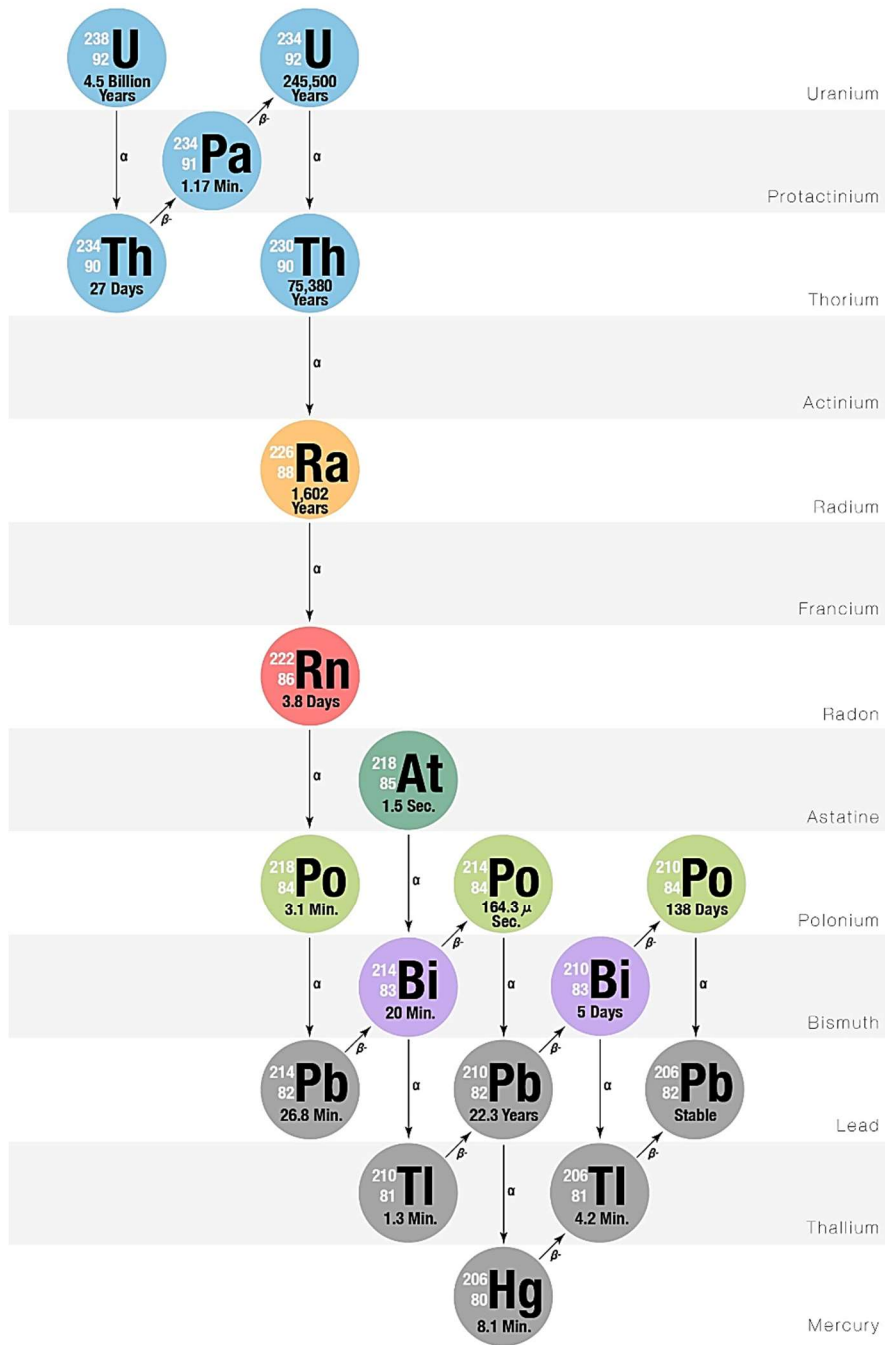 238
92
U
4.5 Billion
Years
234
92
U
245,500
Years
Uranium
β-
α
234
91
Pa
1.17 Min.
α
Protactinium
β-
234
90
Th
27 Days
230
90
Th
75,380
Years
Thorium
α
Actinium
226
88
Ra
1,602
Years
Radium
α
Francium
222
86
Rn
3.8 Days
Radon
α
218
85
At
1.5 Sec.
Astatine
218
84
Po
3.1 Min.
α
214
84
Po
164.3 μ
Sec.
210
84
Po
138 Days
Polonium
β-
β-
α
214
83
Bi
20 Min.
α
210
83
Bi
5 Days
α
Bismuth
β-
β-
214
82
Pb
26.8 Min.
α
210
82
Pb
22.3 Years
α
206
82
Pb
Stable
Lead
β-
β-
210
81
Tl
1.3 Min.
α
206
81
Tl
4.2 Min.
Thallium
β-
206
80
Hg
8.1 Min.
Mercury